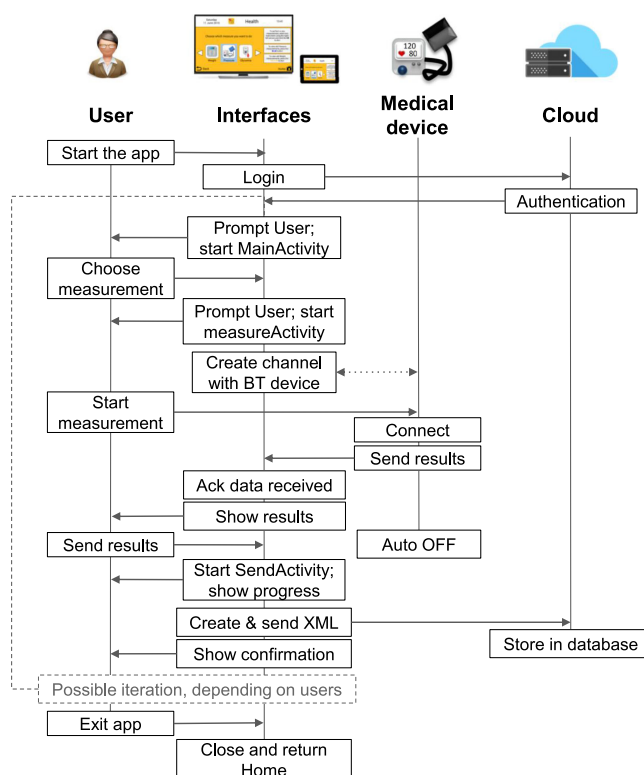 Health
120
80
User
Interfaces
Medical
device
Cloud
Start the app
Login
Authentication
Prompt User;
start MainActivity
Choose
measurement
Prompt User; start
measureActivity
Create channel
with BT device
Start
measurement
Connect
Send results
Ack data received
Show results
Send results
Auto OFF
Start SendActivity;
show progress
Create & send XML
Store in database
Show confirmation
Possible iteration, depending on users
Exit app
Close and return
Home